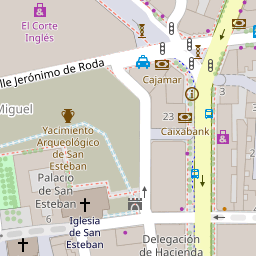 El Corte
Inglés
lle Jerónimo de Roda
Cajamar
Miguel
23
Caixabank
Yacimiento
Arqueológico
de San
Esteban
Palacio
de San
Esteban
Iglesia
de San
Esteban
Delegación
de Hacienda